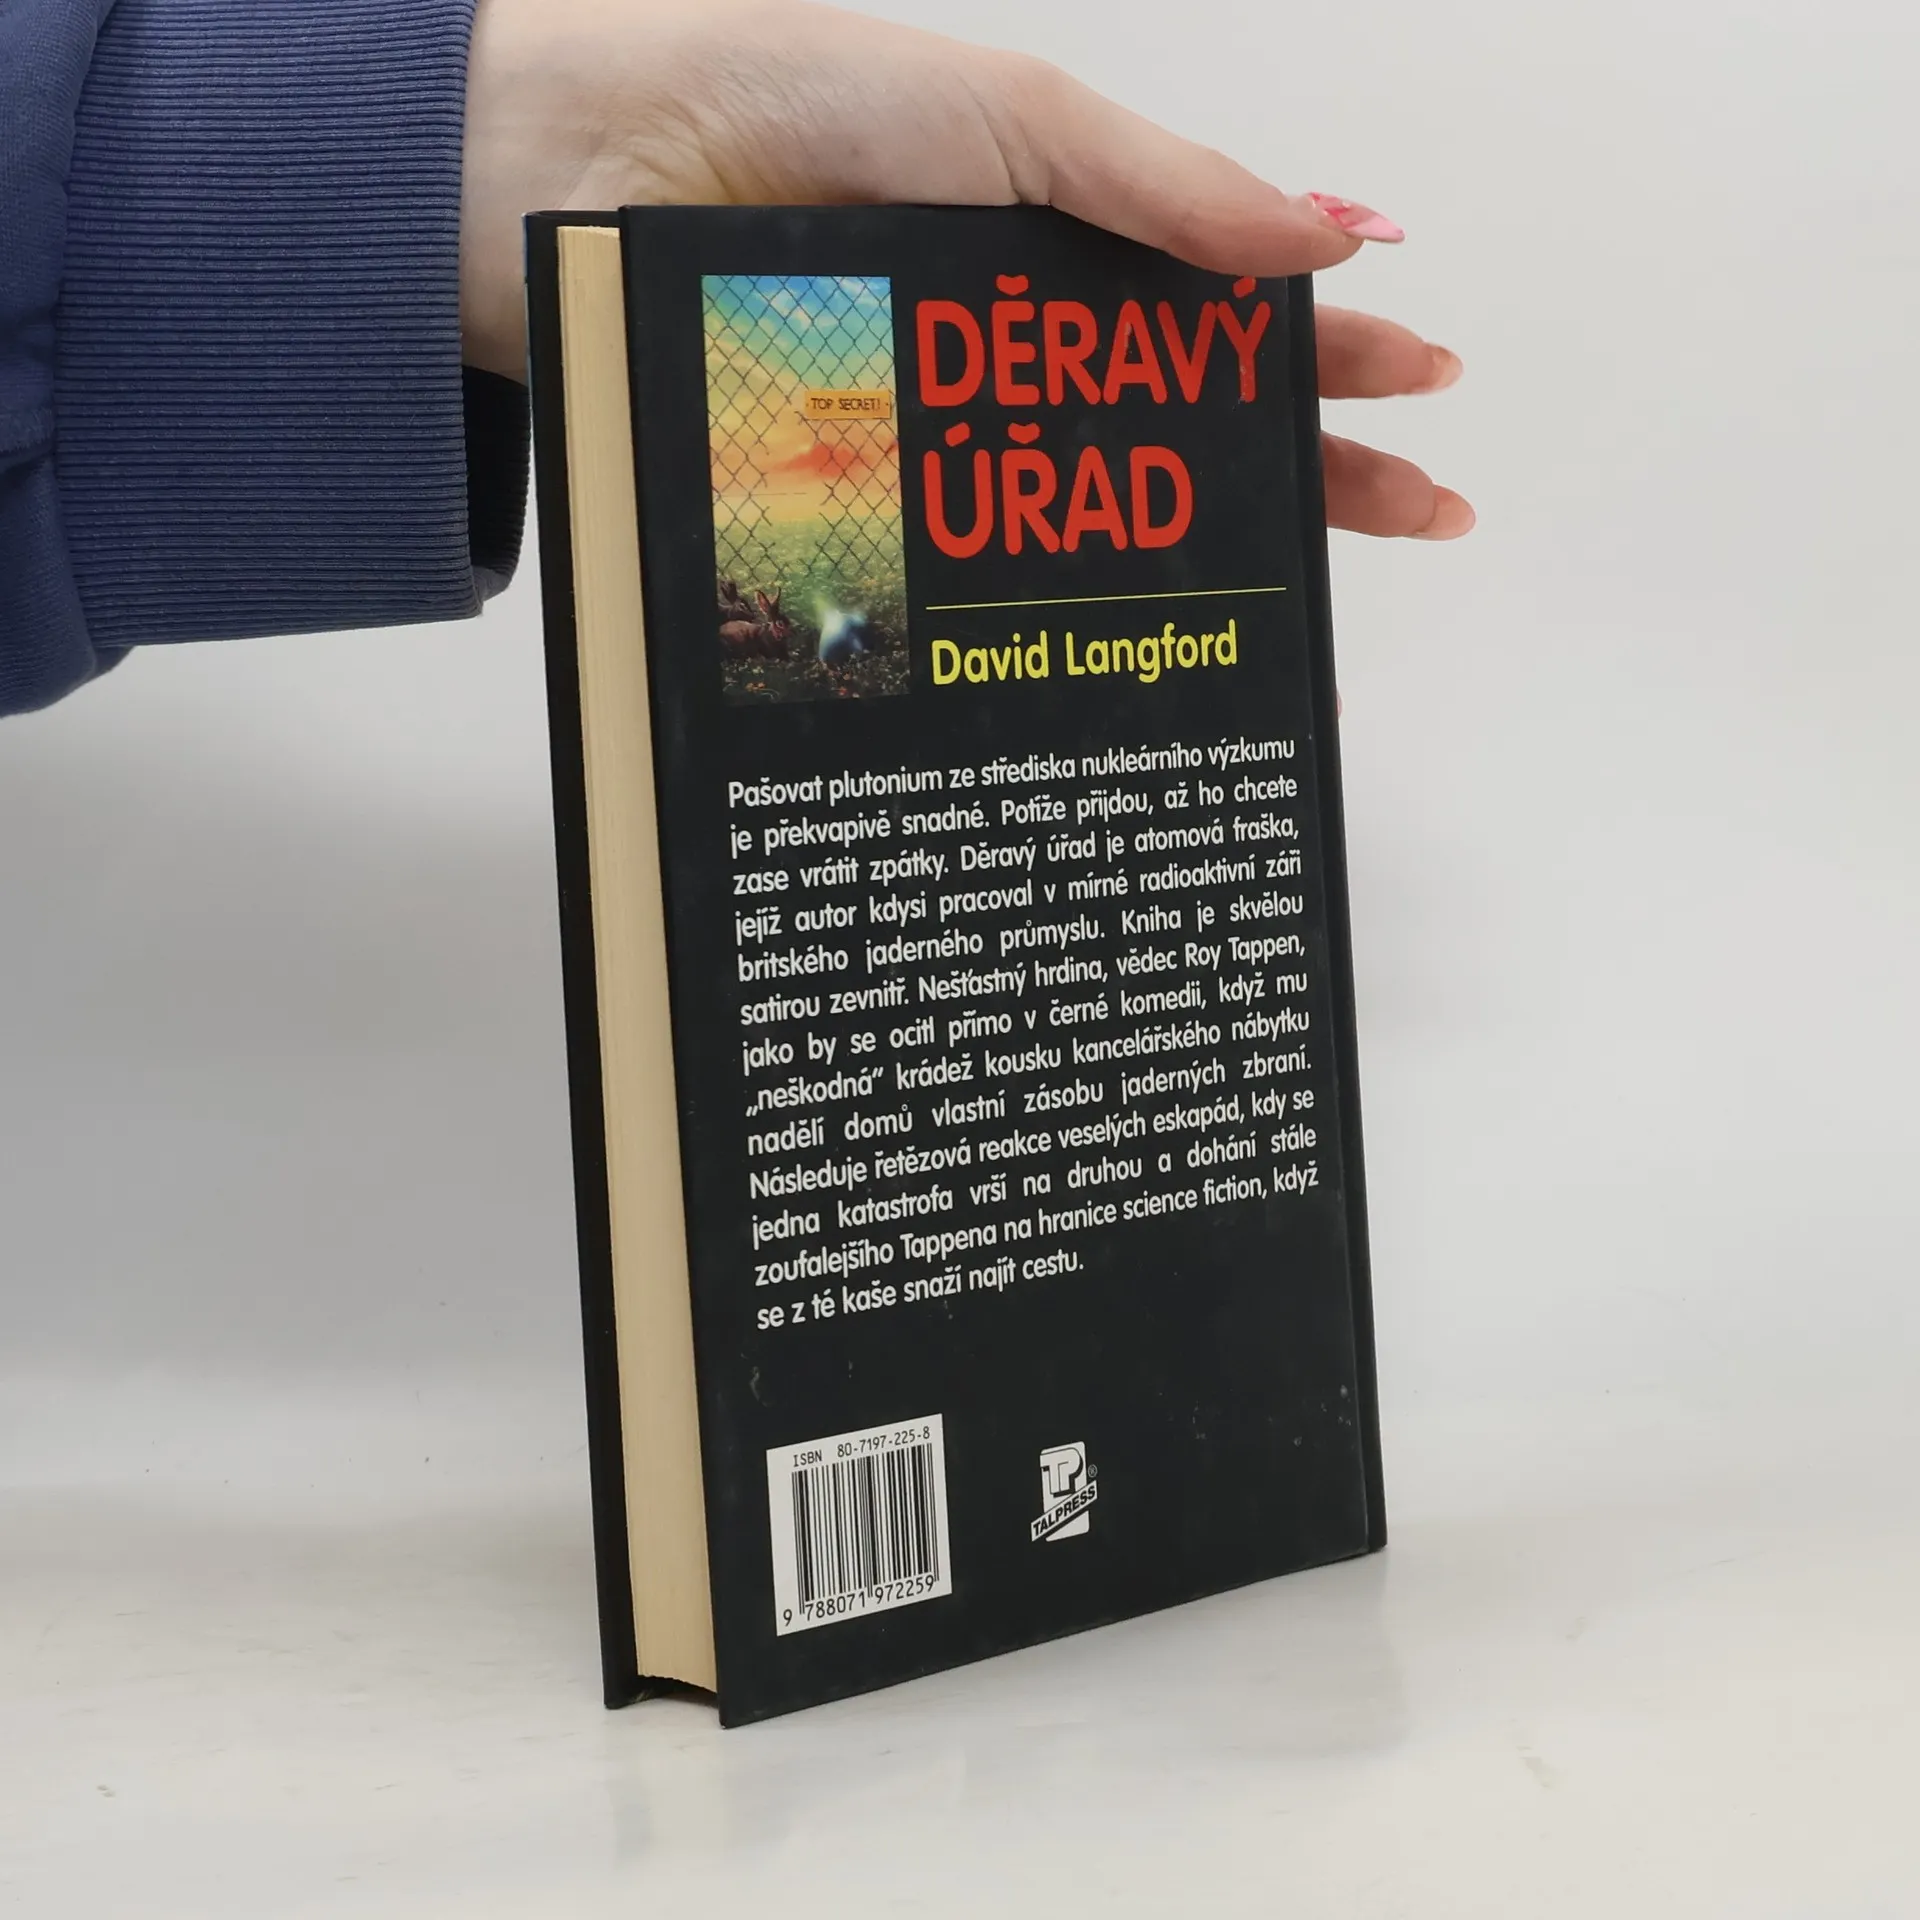 TOP SECRET!
DĚRAVÝ
ÚŘAD
David Langford
Pašovat plutonium ze střediska nukleárního výzkumu
je překvapivě snadné. Potíže přijdou, až ho chcete
zase vrátit zpátky. Děravý úřad je atomová fraška,
jejíž autor kdysi pracoval v mírné radioaktivní záři
britského jaderného průmyslu. Kniha je skvělou
satirou zevnitř. Nešťastný hrdina, vědec Roy Tappen,
jako by se ocitl přímo v černé komedii, když mu
„neškodná“ krádež kousku kancelářského nábytku
nadělí domů vlastní zásobu jaderných zbraní.
Následuje řetězová reakce veselých eskapád, kdy se
jedna katastrofa vrší na druhou a dohání stále
zoufalejšího Tappena na hranice science fiction, když
se z té kaše snaží najít cestu.
ISBN 80-7197-225-8
9 788071 972259
TP ®
TALPRESS